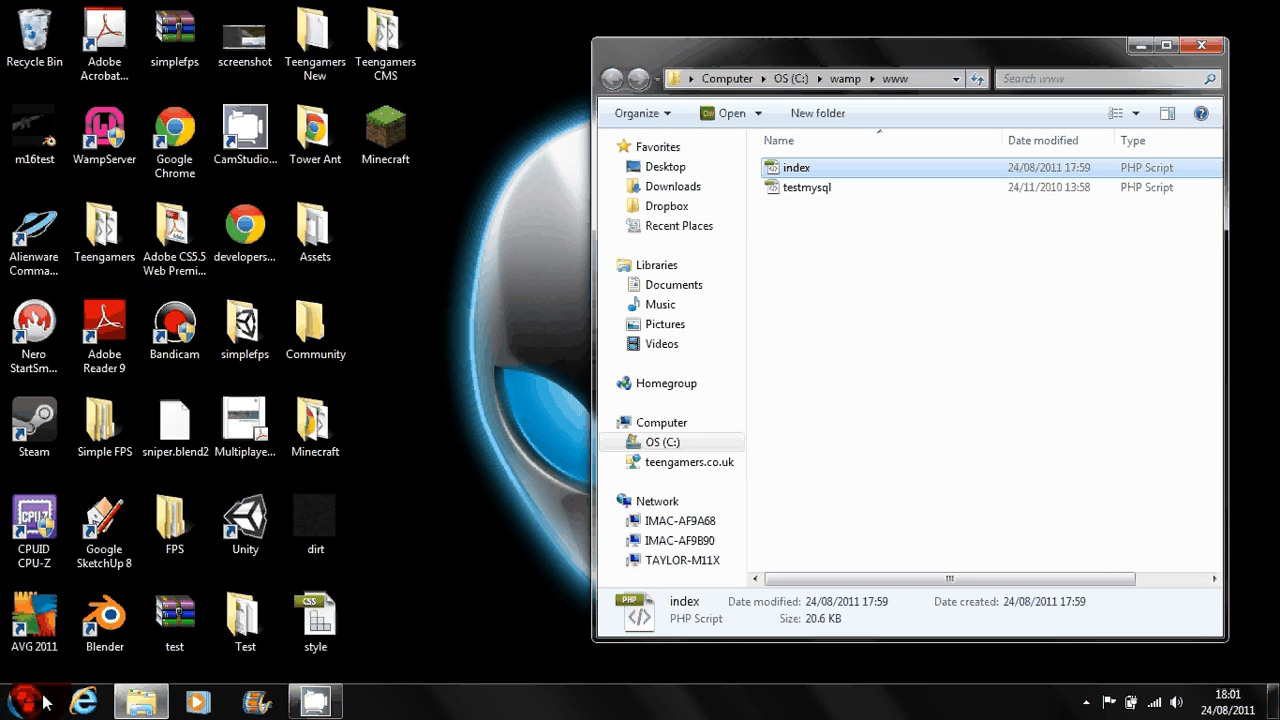 Recycle Bin
Adobe
Acrobat...
simplefps
screenshot
Teengamers
New
Teengamers
CMS
m16test
WampServer
Google
Chrome
CamStudio...
Tower Ant
Minecraft
Alienware
Comma...
Teengamers
Adobe CS5.5
Web Premi...
developers...
Assets
Nero
StartSm...
Adobe
Reader 9
Bandicam
simplefps
Community
Steam
Simple FPS
sniper.blend2
Multiplaye...
Minecraft
CPU-Z
CPUID
CPU-Z
Google
SketchUp 8
FPS
Unity
dirt
AVG 2011
Blender
test
Test
CSS
style
Computer
OS (C:)
wamp
www
Search www
Organize
Dw
Open
New folder
Name
Date modified
Type
Favorites
Desktop
Downloads
Dropbox
Recent Places
Libraries
Documents
Music
Pictures
Videos
Homegroup
Computer
OS (C:)
teengamers.co.uk
Network
IMAC-AF9A68
IMAC-AF9B90
TAYLOR-M11X
index 24/08/2011 17:59 PHP Script
testmysql 24/11/2010 13:58 PHP Script
PHP
index Date modified: 24/08/2011 17:59 Date created: 24/08/2011 17:59
PHP Script Size: 20.6 KB
18:01
24/08/2011